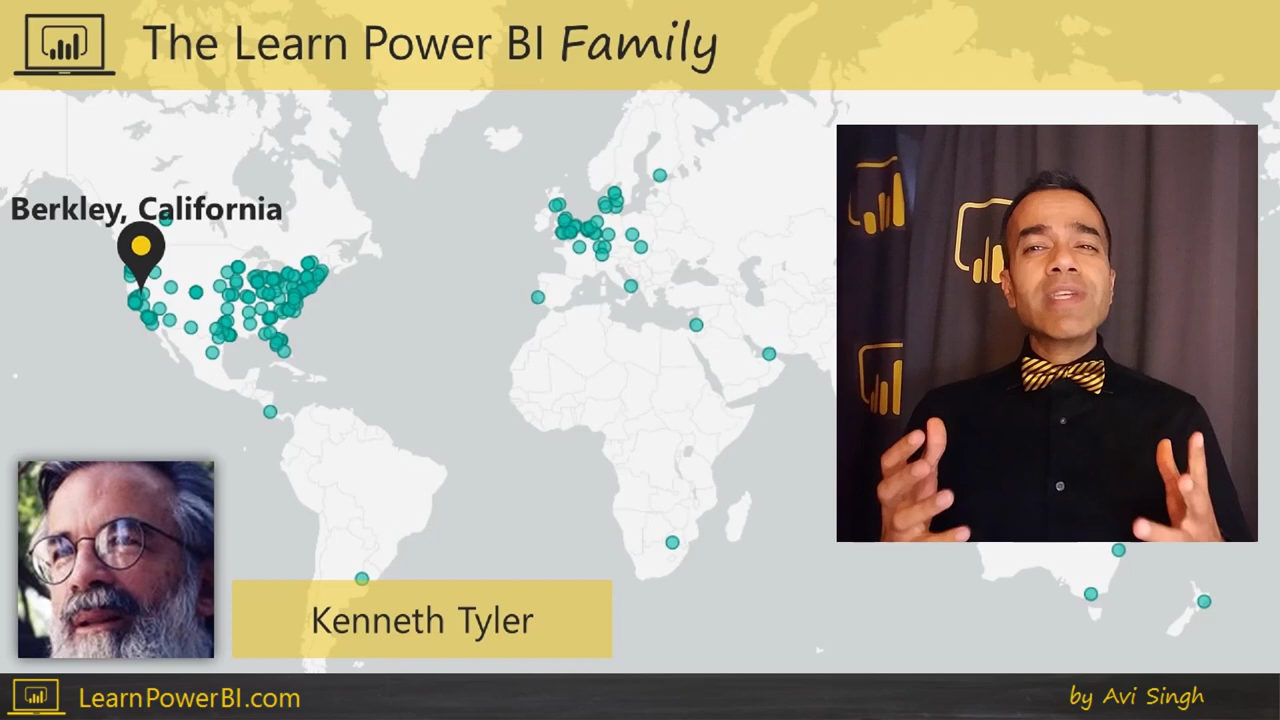 The Learn Power BI Family
Berkley, California
Kenneth Tyler
LearnPowerBI.com
by Avi Singh